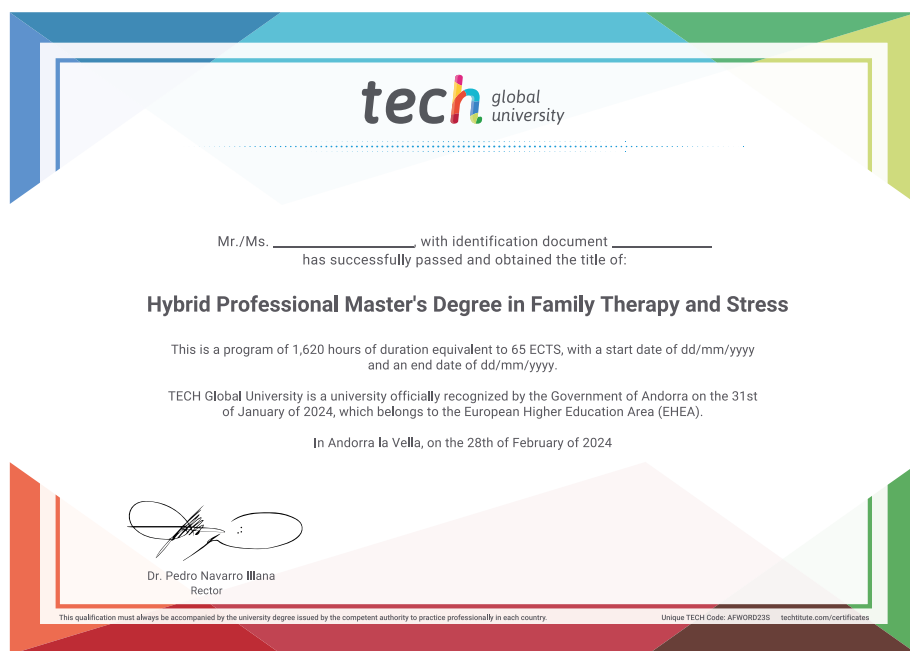 tech global university
Mr./Ms. ________________, with identification document ____________
has successfully passed and obtained the title of:
Hybrid Professional Master's Degree in Family Therapy and Stress
This is a program of 1,620 hours of duration equivalent to 65 ECTS, with a start date of dd/mm/yyyy
and an end date of dd/mm/yyyy.
TECH Global University is a university officially recognized by the Government of Andorra on the 31st
of January of 2024, which belongs to the European Higher Education Area (EHEA).
In Andorra la Vella, on the 28th of February of 2024
Dr. Pedro Navarro Illana
Rector
This qualification must always be accompanied by the university degree issued by the competent authority to practice professionally in each country.
Unique TECH Code: AFWORD23S techtitute.com/certificates